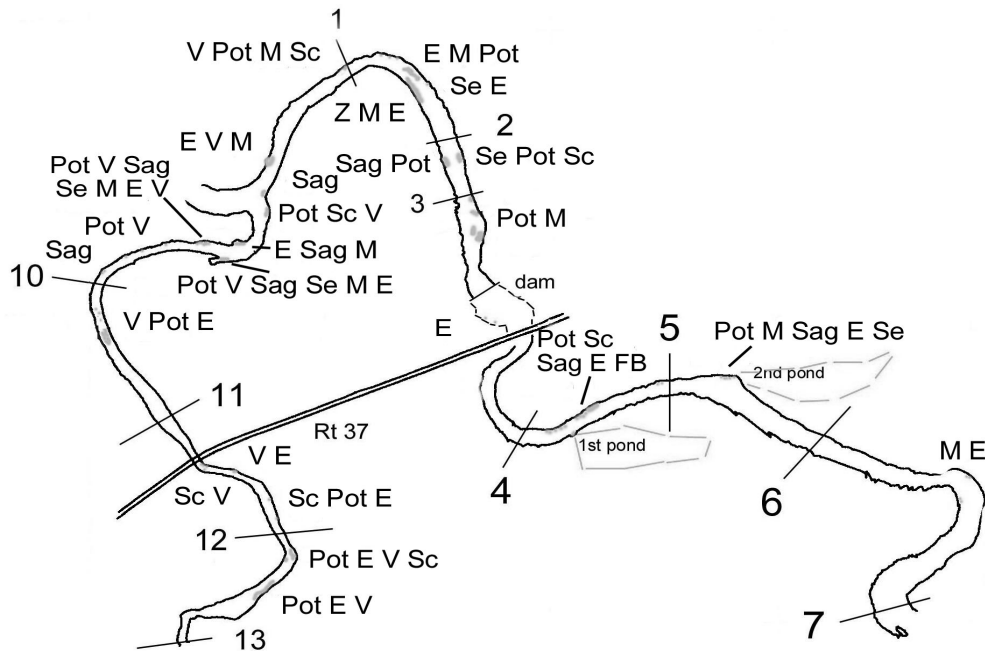 1
V Pot M Sc
E M Pot
Se E
Z M E
2
E V M
Sag Pot
Se Pot Sc
Pot V Sag
Se M E V
Sag
3
Pot Sc V
Pot M
Pot V
Sag
E Sag M
10
Pot V Sag Se M E
dam
V Pot E
E
Pot Sc
5
Pot M Sag E Se
Sag E FB
2nd pond
11
Rt 37
1st pond
4
6
V E
M E
Sc V
Sc Pot E
12
Pot E V Sc
Pot E V
7
13